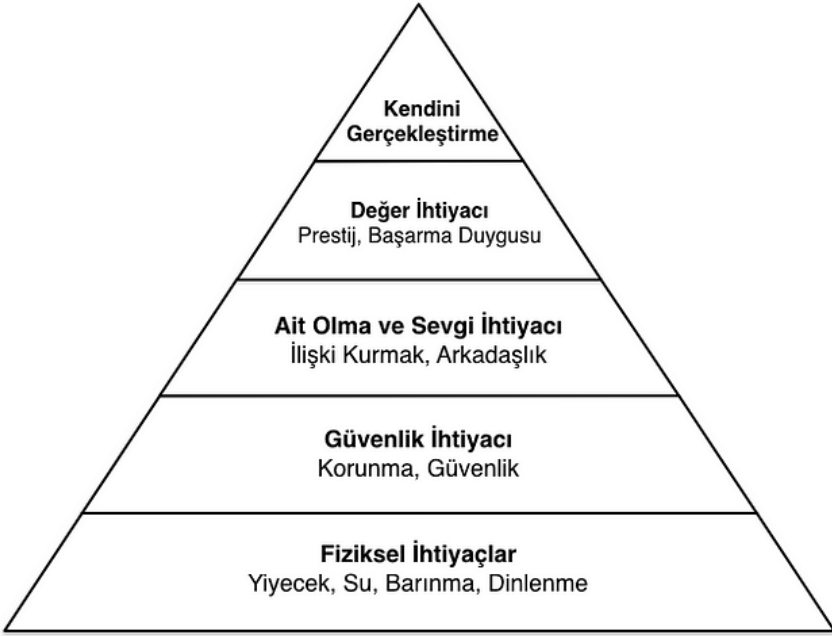 Kendini
Gerçekleştirme
Değer İhtiyacı
Prestij, Başarma Duygusu
Ait Olma ve Sevgi İhtiyacı
İlişki Kurmak, Arkadaşlık
Güvenlik İhtiyacı
Korunma, Güvenlik
Fiziksel İhtiyaçlar
Yiyecek, Su, Barınma, Dinlenme